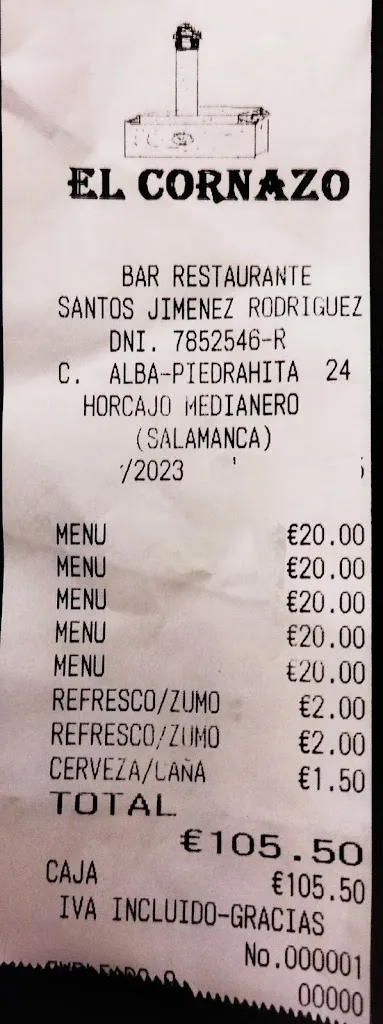 EL CORNAZO
BAR RESTAURANTE
SANTOS JIMENEZ RODRIGUEZ
DNI. 7852546-R
C. ALBA-PIEDRAHITA 24
HORCAJO MEDIANERO
(SALAMANCA)
/2023
MENU €20.00
MENU €20.00
MENU €20.00
MENU €20.00
MENU €20.00
REFRESCO/ZUMO €2.00
REFRESCO/ZUMO €2.00
CERVEZA/CAÑA €1.50
TOTAL
€105.50
CAJA €105.50
IVA INCLUIDO-GRACIAS
No.000001
00000